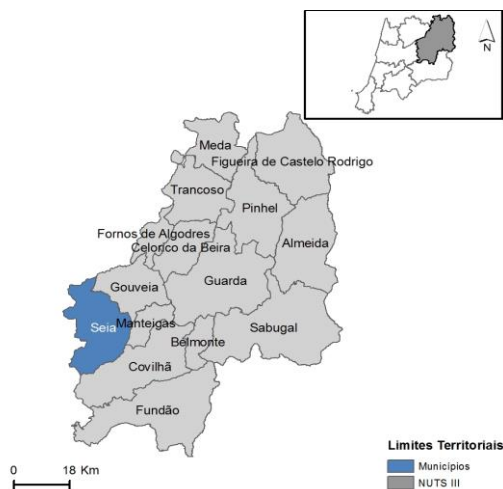 N
Meda
Figueira de Castelo Rodrigo
Trancoso
Pinhel
Fornos de Algodres
Celorico da Beira
Almeida
Gouveia
Guarda
Seia
Manteigas
Sabugal
Belmonte
Covilhã
Fundão
Limites Territoriais
0 18 Km
Municípios
NUTS III